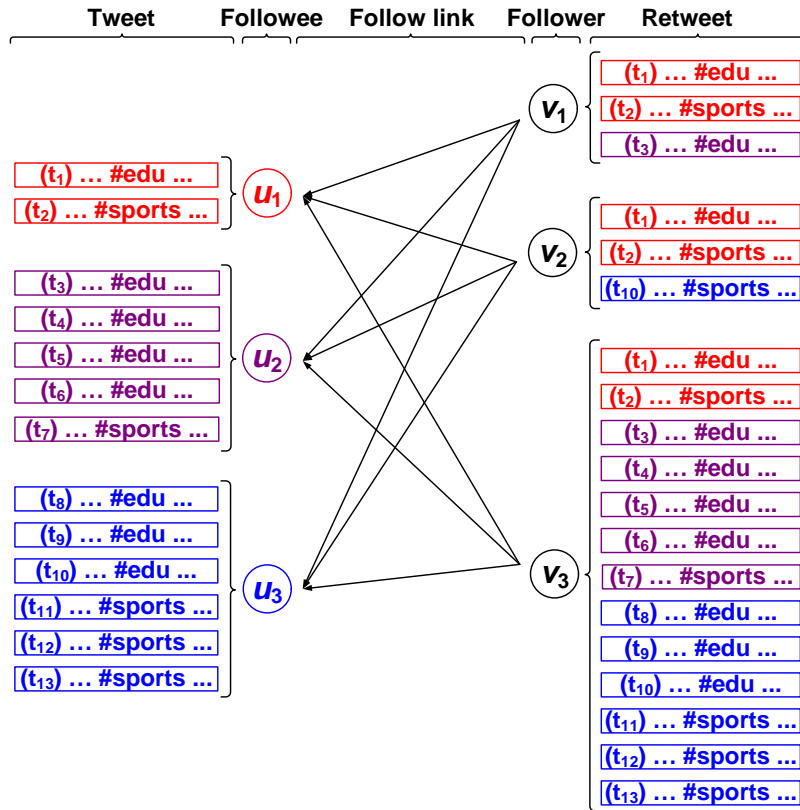 Tweet Followee Follow link Follower Retweet
(t1) … #edu ...
(t2) … #sports ...
u1
(t3) … #edu ...
(t4) … #edu ...
(t5) … #edu ...
(t6) … #edu ...
(t7) … #sports ...
u2
(t8) … #edu ...
(t9) … #edu ...
(t10) … #edu ...
(t11) … #sports ...
(t12) … #sports ...
(t13) … #sports ...
u3
v1
(t1) … #edu ...
(t2) … #sports ...
(t3) … #edu ...
v2
(t1) … #edu ...
(t2) … #sports ...
(t10) … #sports ...
v3
(t1) … #edu ...
(t2) … #sports ...
(t3) … #edu ...
(t4) … #edu ...
(t5) … #edu ...
(t6) … #edu ...
(t7) … #sports ...
(t8) … #edu ...
(t9) … #edu ...
(t10) … #edu ...
(t11) … #sports ...
(t12) … #sports ...
(t13) … #sports ...